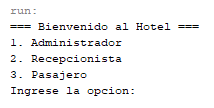 run:
=== Bienvenido al Hotel ===
1. Administrador
2. Recepcionista
3. Pasajero
Ingrese la opcion: